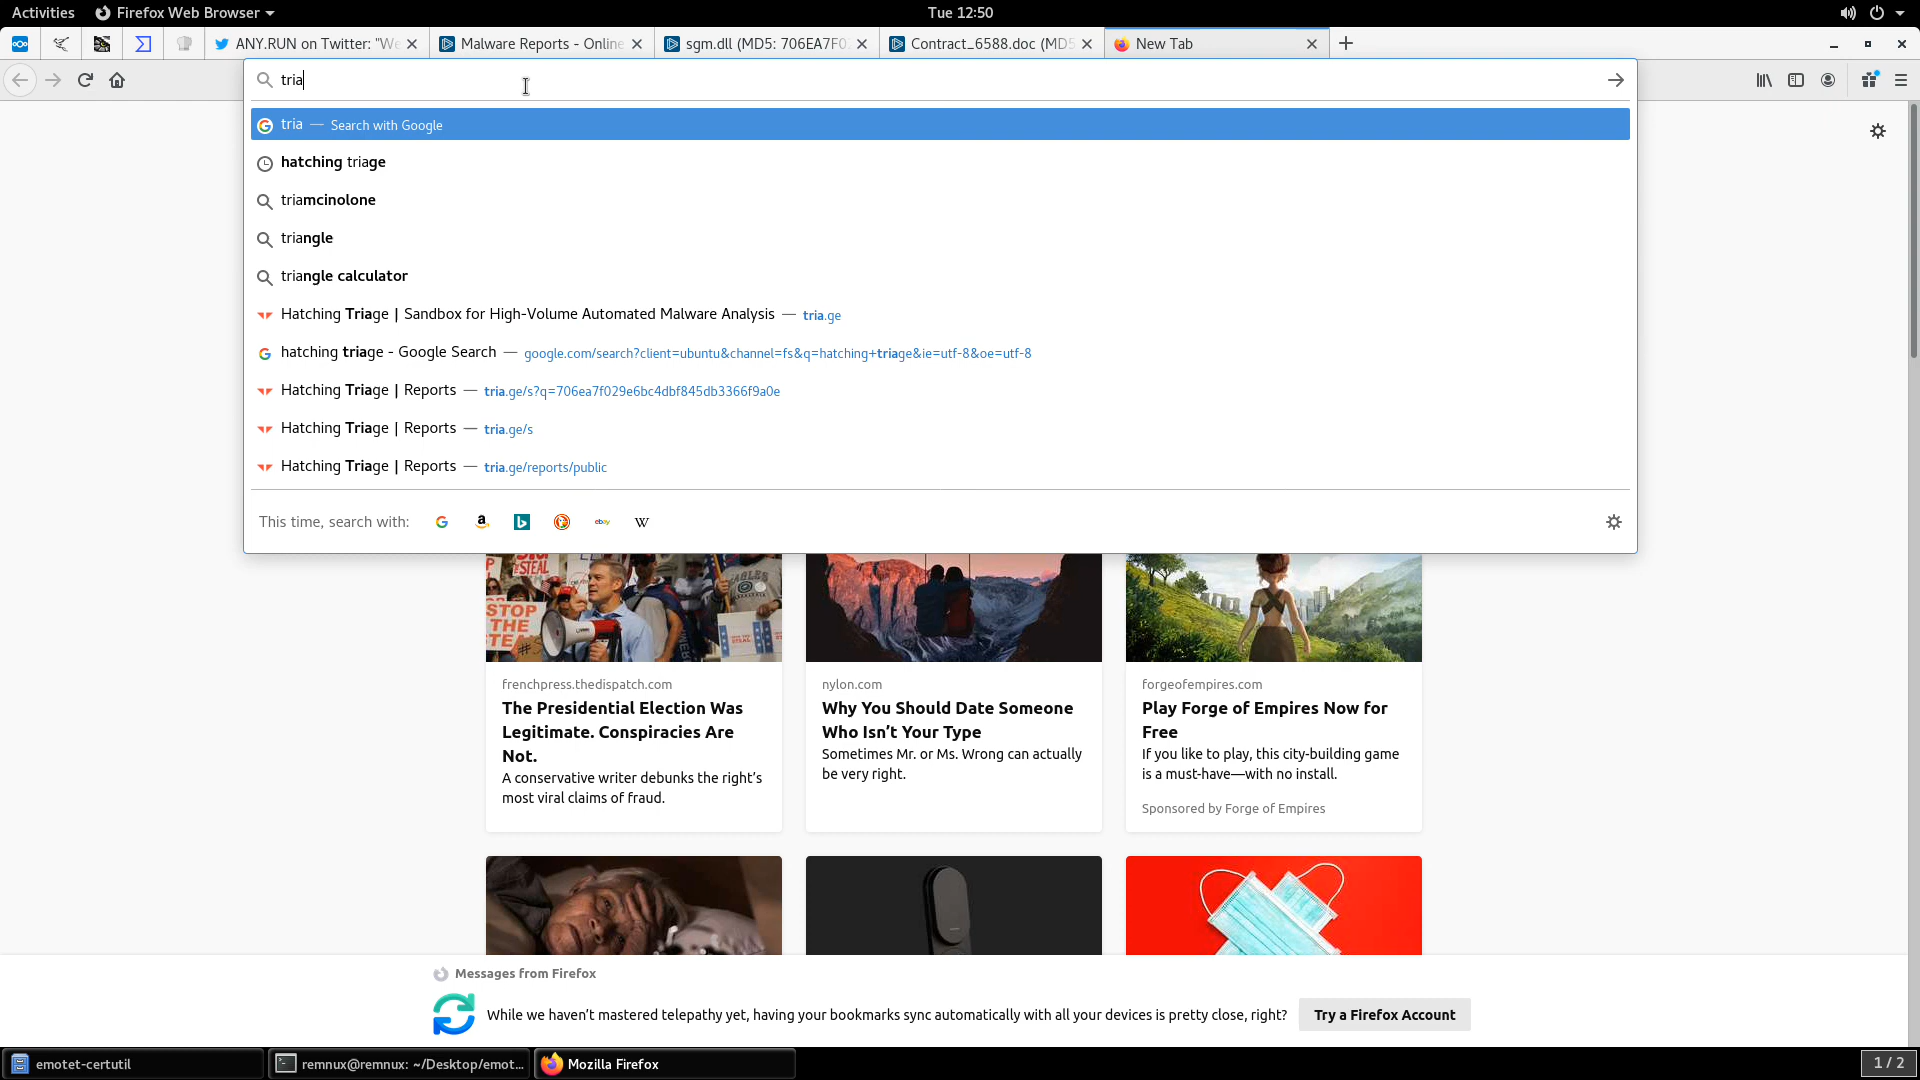 Activities
Firefox Web Browser
Tue 12:50
ANY.RUN on Twitter: "We
Malware Reports - Online
sgm.dll (MD5: 706EA7F0
Contract_6588.doc (MD5
New Tab
tria
tria — Search with Google
hatching triage
triamcinolone
triangle
triangle calculator
Hatching Triage | Sandbox for High-Volume Automated Malware Analysis — tria.ge
hatching triage - Google Search — google.com/search?client=ubuntu&channel=fs&q=hatching+triage&ie=utf-8&oe=utf-8
Hatching Triage | Reports — tria.ge/s?q=706ea7f029e6bc4dbf845db3366f9a0e
Hatching Triage | Reports — tria.ge/s
Hatching Triage | Reports — tria.ge/reports/public
This time, search with:
STEAL
STOP
THE
STE
EAGLES
frenchpress.thedispatch.com
The Presidential Election Was
Legitimate. Conspiracies Are
Not.
A conservative writer debunks the right’s
most viral claims of fraud.
nylon.com
Why You Should Date Someone
Who Isn’t Your Type
Sometimes Mr. or Ms. Wrong can actually
be very right.
forgeofempires.com
Play Forge of Empires Now for
Free
If you like to play, this city-building game
is a must-have—with no install.
Sponsored by Forge of Empires
Messages from Firefox
While we haven’t mastered telepathy yet, having your bookmarks sync automatically with all your devices is pretty close, right?
Try a Firefox Account
emotet-certutil
remnux@remnux: ~/Desktop/emot...
Mozilla Firefox
1 / 2